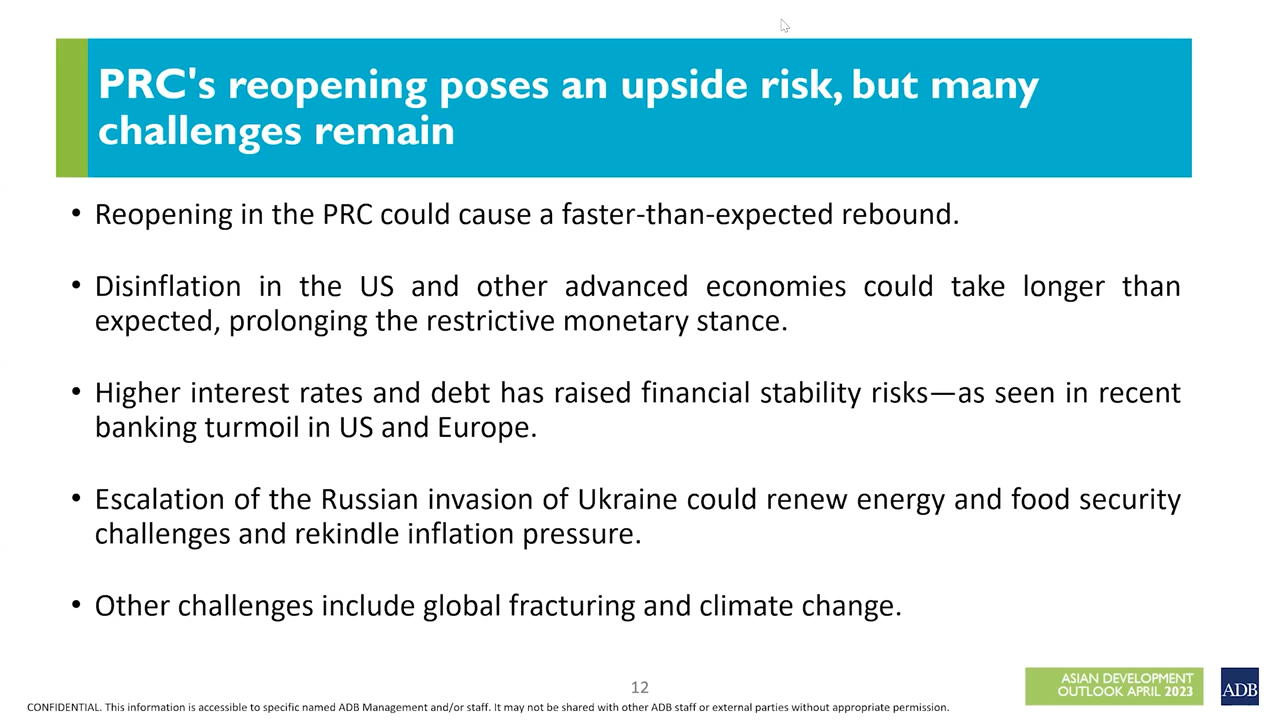 PRC's reopening poses an upside risk, but many
challenges remain
• Reopening in the PRC could cause a faster-than-expected rebound.
• Disinflation in the US and other advanced economies could take longer than
expected, prolonging the restrictive monetary stance.
• Higher interest rates and debt has raised financial stability risks—as seen in recent
banking turmoil in US and Europe.
• Escalation of the Russian invasion of Ukraine could renew energy and food security
challenges and rekindle inflation pressure.
• Other challenges include global fracturing and climate change.
12
ASIAN DEVELOPMENT
OUTLOOK APRIL 2023
ADB
CONFIDENTIAL. This information is accessible to specific named ADB Management and/or staff. It may not be shared with other ADB staff or external parties without appropriate permission.